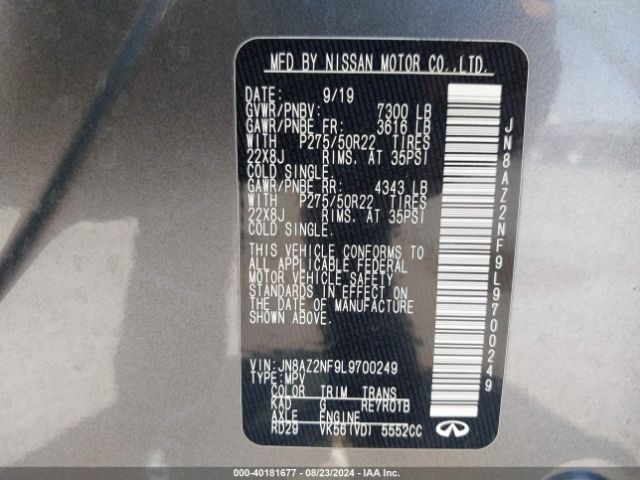 MFD BY NISSAN MOTOR CO.,LTD.
DATE: 9/19
GVWR/PNBV: 7300 LB
GAWR/PNBE FR: 3616 LB
WITH P275/50R22 TIRES
22X8J RIMS. AT 35PSI
COLD SINGLE.
GAWR/PNBE RR: 4343 LB
WITH P275/50R22 TIRES
22X8J RIMS. AT 35PSI
COLD SINGLE.
THIS VEHICLE CONFORMS TO
ALL APPLICABLE FEDERAL
MOTOR VEHICLE SAFETY
STANDARDS IN EFFECT ON
THE DATE OF MANUFACTURE
SHOWN ABOVE.
VIN:JN8AZ2NF9L9700249
TYPE:MPV
COLOR TRIM TRANS
KAD G RE7R01B
AXLE ENGINE
RD29 VK56(VD) 5552CC
JN8AZ2NF9L9700249
INFINITI
000-40181677 - 08/23/2024 - IAA Inc.